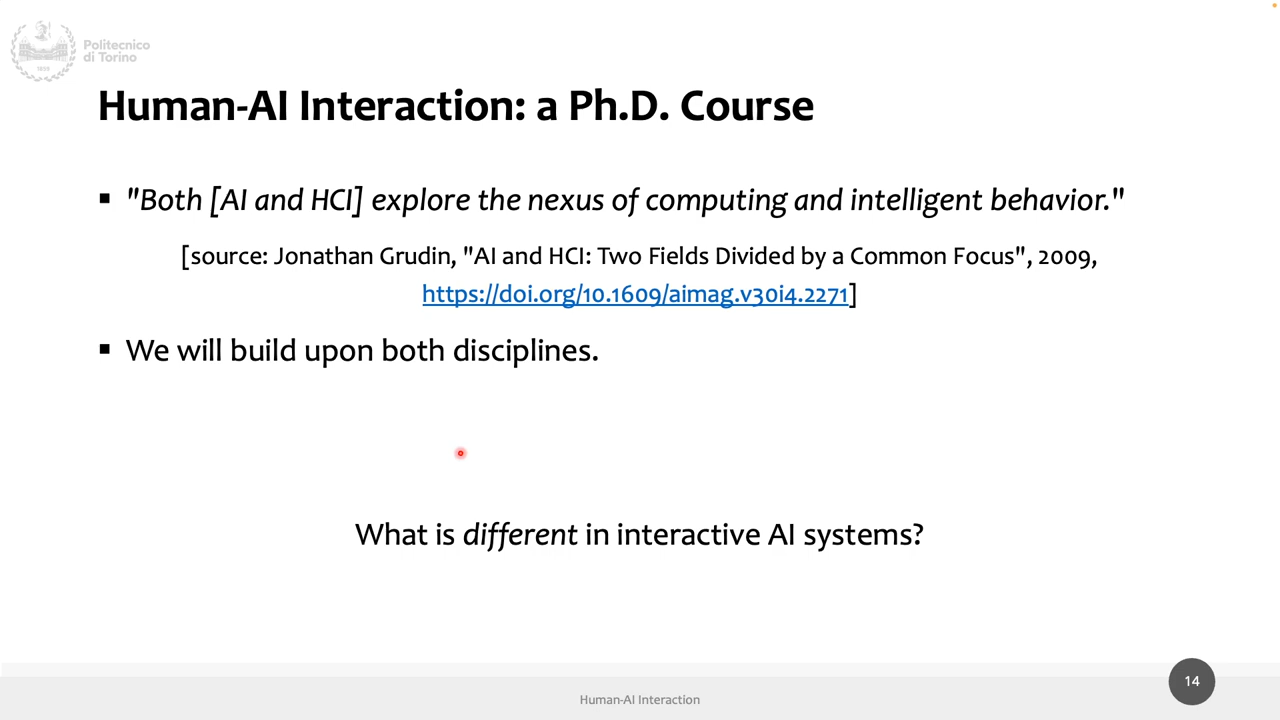 Politecnico
di Torino
1859
Human-AI Interaction: a Ph.D. Course
▪ "Both [AI and HCI] explore the nexus of computing and intelligent behavior."
[source: Jonathan Grudin, "AI and HCI: Two Fields Divided by a Common Focus", 2009,
https://doi.org/10.1609/aimag.v30i4.2271]
▪ We will build upon both disciplines.
What is different in interactive AI systems?
Human-AI Interaction
14